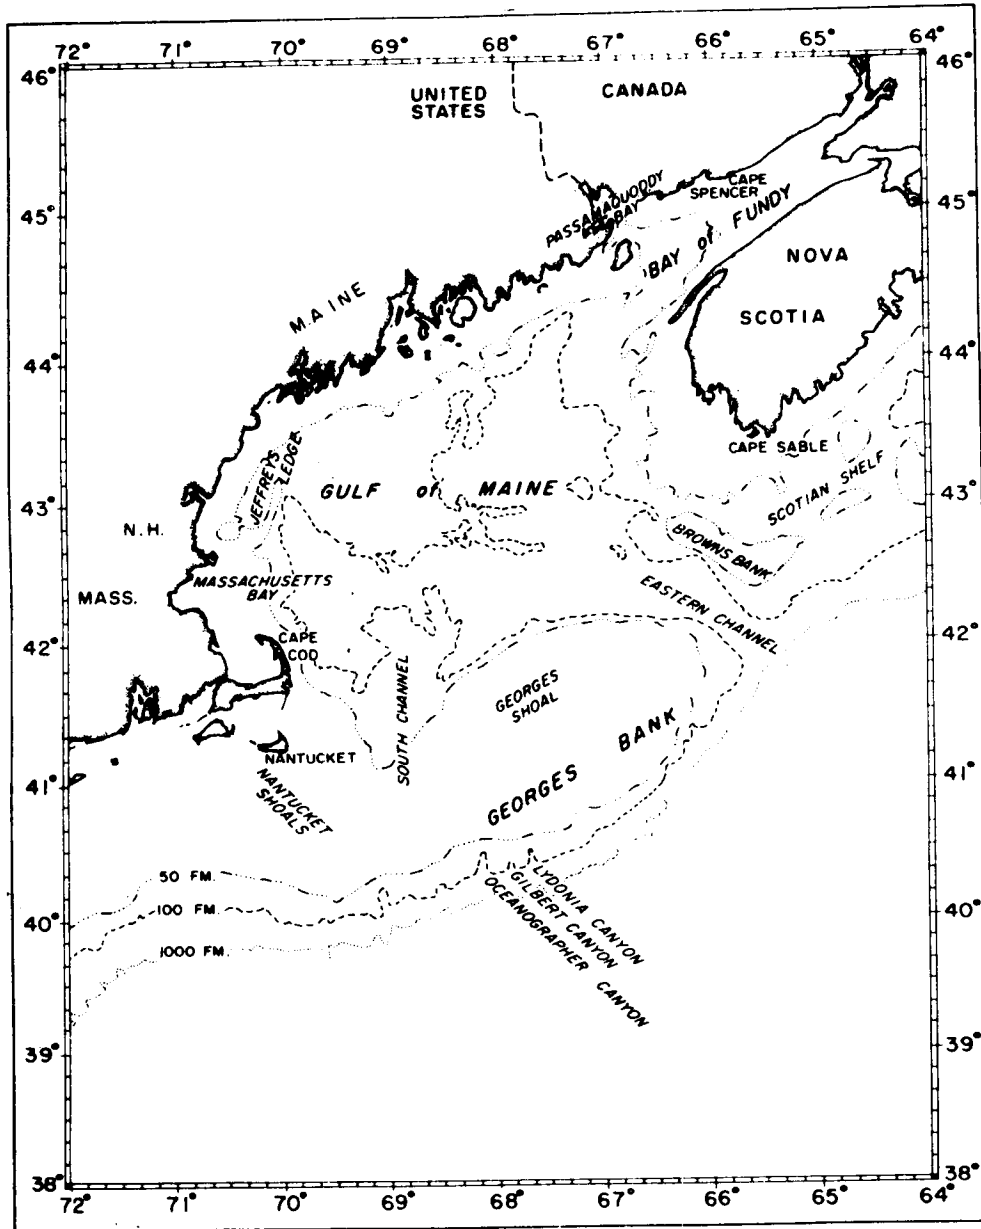 72° 71° 70° 69° 68° 67° 66° 65° 64°
46° 46°
UNITED
STATES
CANADA
PASSAMAQUODDY
BAY
CAPE
SPENCER
45° 45°
BAY of FUNDY
NOVA
SCOTIA
MAINE
44° 44°
CAPE SABLE
JEFFREYS
LEDGE
GULF of MAINE
SCOTIAN SHELF
43° 43°
N.H.
BROWNS BANK
MASSACHUSETTS
BAY
MASS.
EASTERN CHANNEL
42° 42°
CAPE
COD
SOUTH CHANNEL
GEORGES
SHOAL
GEORGES BANK
NANTUCKET
41° 41°
NANTUCKET
SHOALS
50 FM.
100 FM.
1000 FM.
LYDONIA CANYON
GILBERT CANYON
OCEANOGRAPHER CANYON
40° 40°
39° 39°
38° 38°
72° 71° 70° 69° 68° 67° 66° 65° 64°